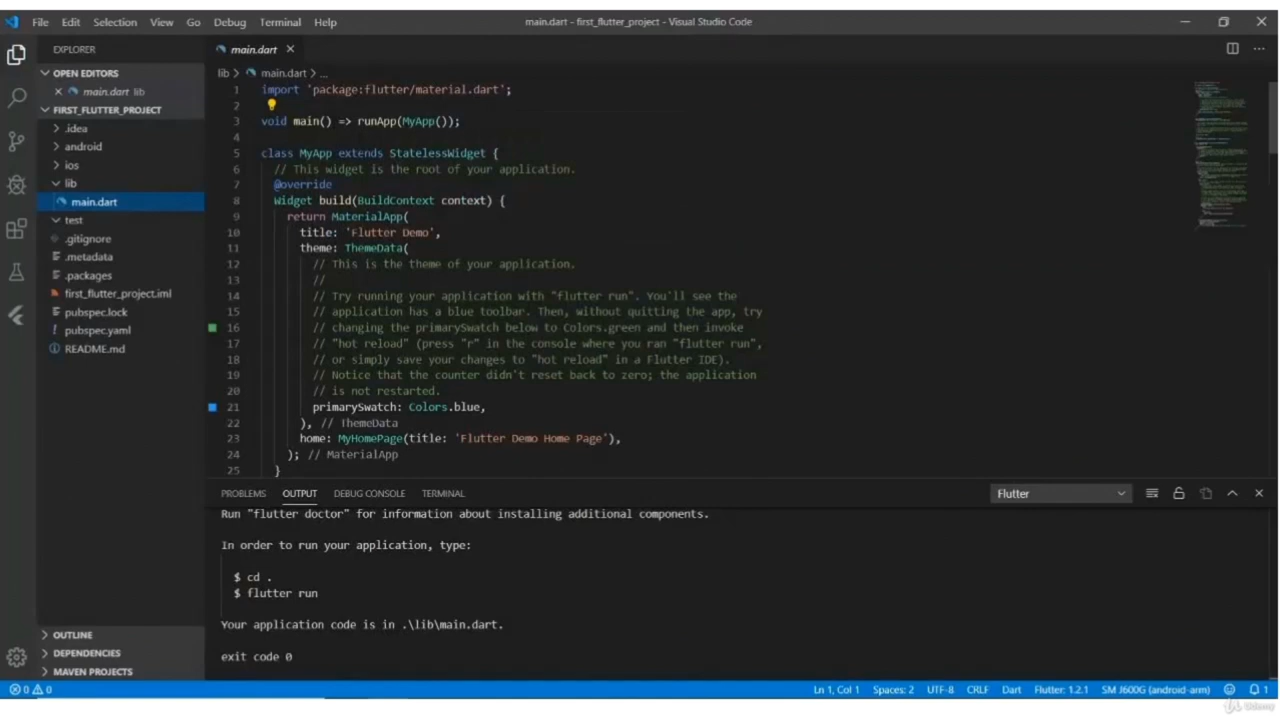 File Edit Selection View Go Debug Terminal Help
main.dart - first_flutter_project - Visual Studio Code
EXPLORER
OPEN EDITORS
main.dart lib
FIRST_FLUTTER_PROJECT
.idea
android
ios
lib
main.dart
test
.gitignore
.metadata
.packages
first_flutter_project.iml
pubspec.lock
pubspec.yaml
README.md
OUTLINE
DEPENDENCIES
MAVEN PROJECTS
main.dart
lib > main.dart > ...
1 import 'package:flutter/material.dart';
2
3 void main() => runApp(MyApp());
4
5 class MyApp extends StatelessWidget {
6 // This widget is the root of your application.
7 @override
8 Widget build(BuildContext context) {
9 return MaterialApp(
10 title: 'Flutter Demo',
11 theme: ThemeData(
12 // This is the theme of your application.
13 //
14 // Try running your application with "flutter run". You'll see the
15 // application has a blue toolbar. Then, without quitting the app, try
16 // changing the primarySwatch below to Colors.green and then invoke
17 // "hot reload" (press "r" in the console where you ran "flutter run",
18 // or simply save your changes to "hot reload" in a Flutter IDE).
19 // Notice that the counter didn't reset back to zero; the application
20 // is not restarted.
21 primarySwatch: Colors.blue,
22 ), // ThemeData
23 home: MyHomePage(title: 'Flutter Demo Home Page'),
24 ); // MaterialApp
25 }
PROBLEMS OUTPUT DEBUG CONSOLE TERMINAL
Flutter
Run "flutter doctor" for information about installing additional components.
In order to run your application, type:
$ cd .
$ flutter run
Your application code is in .\lib\main.dart.
exit code 0
0 0
Ln 1, Col 1 Spaces: 2 UTF-8 CRLF Dart Flutter: 1.2.1 SM J600G (android-arm) 1
Udemy